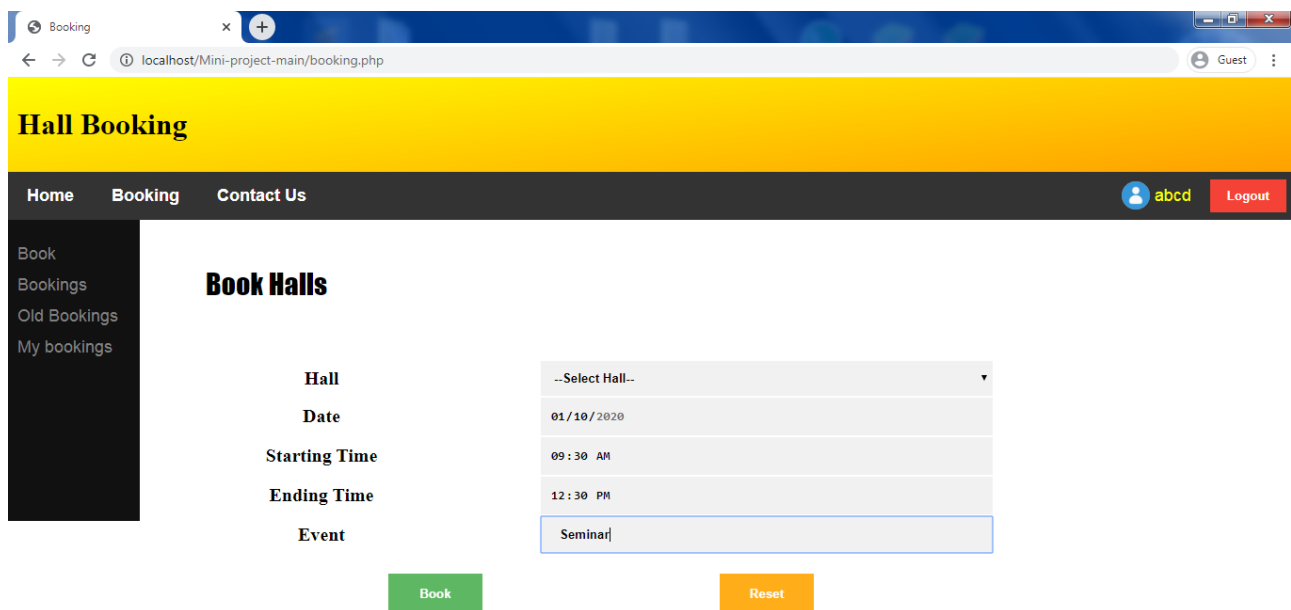 Booking
localhost/Mini-project-main/booking.php
Guest
Hall Booking
Home Booking Contact Us abcd Logout
Book
Bookings
Old Bookings
My bookings
Book Halls
Hall --Select Hall--
Date 01/10/2020
Starting Time 09:30 AM
Ending Time 12:30 PM
Event Seminar
Book Reset